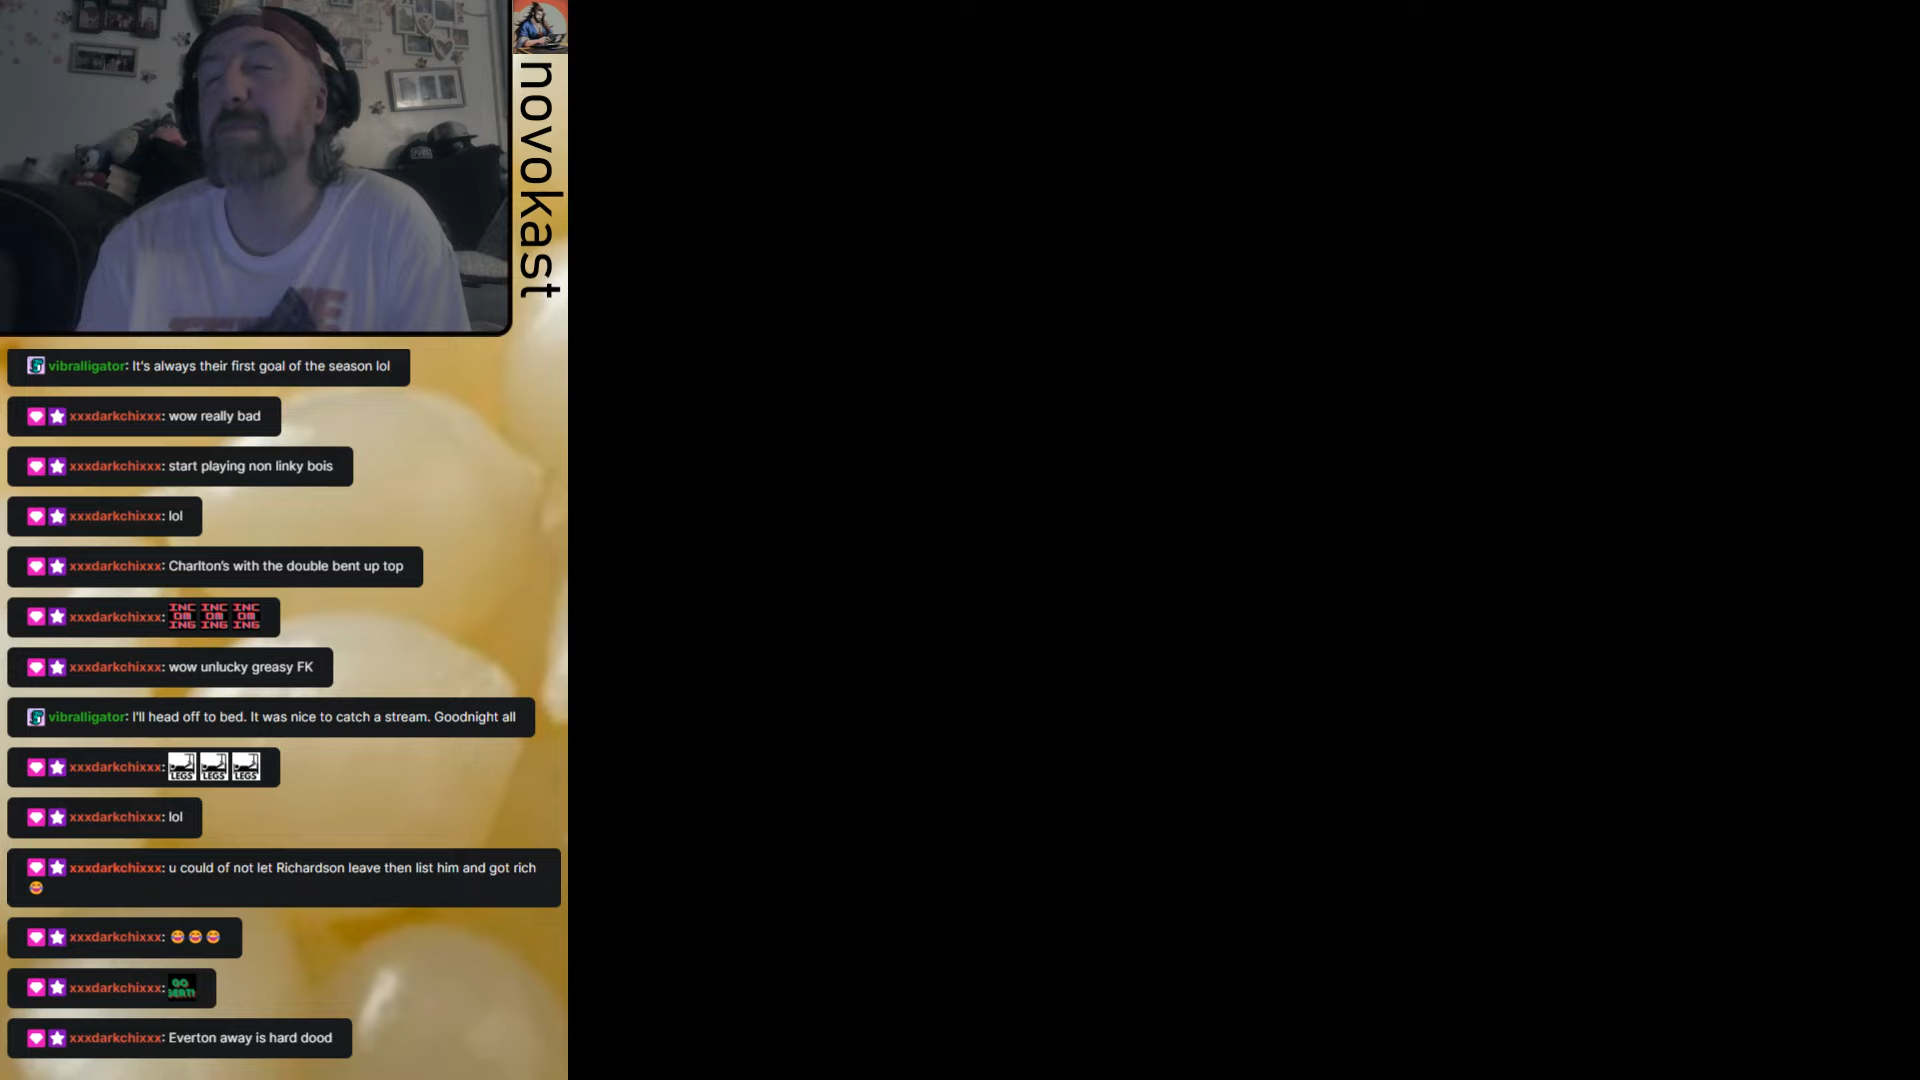 novokast
vibralligator: It's always their first goal of the season lol
xxxdarkchixxx: wow really bad
xxxdarkchixxx: start playing non linky bois
xxxdarkchixxx: lol
xxxdarkchixxx: Charlton's with the double bent up top
xxxdarkchixxx: INC OM ING INC OM ING INC OM ING
xxxdarkchixxx: wow unlucky greasy FK
vibralligator: I'll head off to bed. It was nice to catch a stream. Goodnight all
xxxdarkchixxx: LEGS LEGS LEGS
xxxdarkchixxx: lol
xxxdarkchixxx: u could of not let Richardson leave then list him and got rich
😂
xxxdarkchixxx: 😂 😂 😂
xxxdarkchixxx: GO
xxxdarkchixxx: Everton away is hard dood